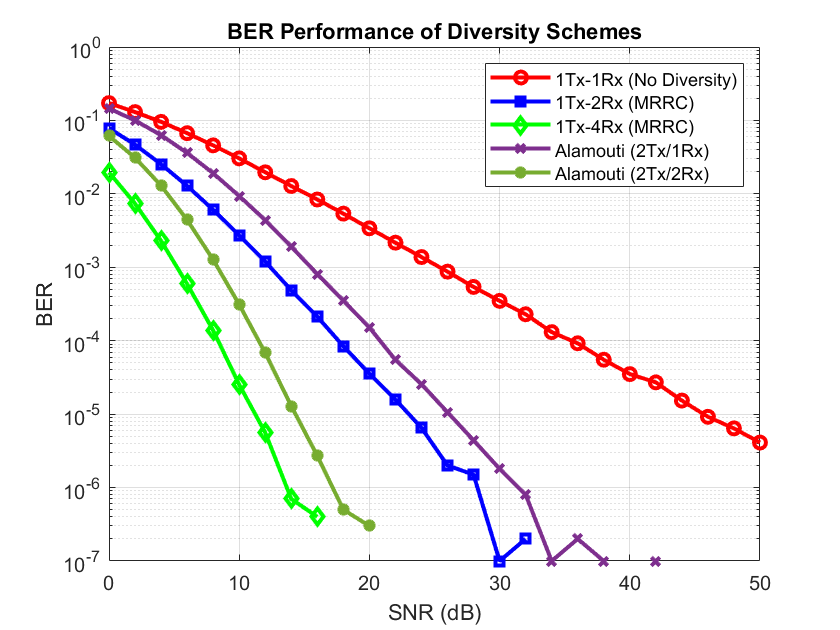 BER Performance of Diversity Schemes
1Tx-1Rx (No Diversity)
1Tx-2Rx (MRRC)
1Tx-4Rx (MRRC)
Alamouti (2Tx/1Rx)
Alamouti (2Tx/2Rx)
10^0
10^-1
10^-2
10^-3
10^-4
10^-5
10^-6
10^-7
BER
0 10 20 30 40 50
SNR (dB)